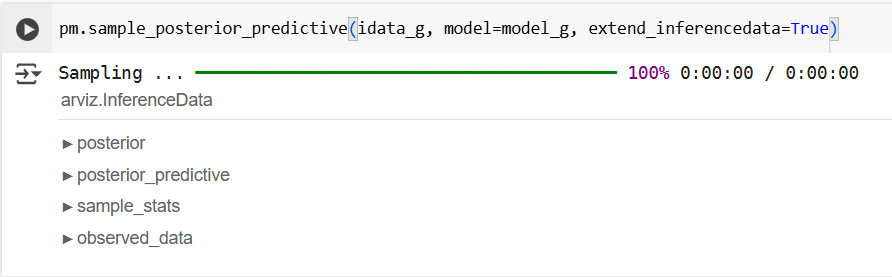 pm.sample_posterior_predictive(idata_g, model=model_g, extend_inferencedata=True)
Sampling ... 100% 0:00:00 / 0:00:00
arviz.InferenceData
► posterior
► posterior_predictive
► sample_stats
► observed_data